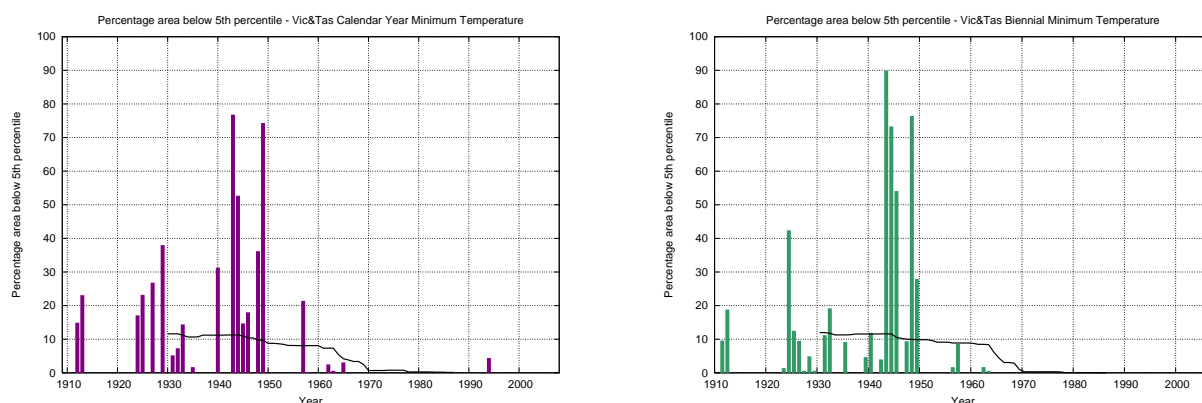 Percentage area below 5th percentile - Vic&Tas Calendar Year Minimum Temperature
Percentage area below 5th percentile
100
90
80
70
60
50
40
30
20
10
0
1910 1920 1930 1940 1950 1960 1970 1980 1990 2000
Year
Percentage area below 5th percentile - Vic&Tas Biennial Minimum Temperature
Percentage area below 5th percentile
100
90
80
70
60
50
40
30
20
10
0
1910 1920 1930 1940 1950 1960 1970 1980 1990 2000
Year